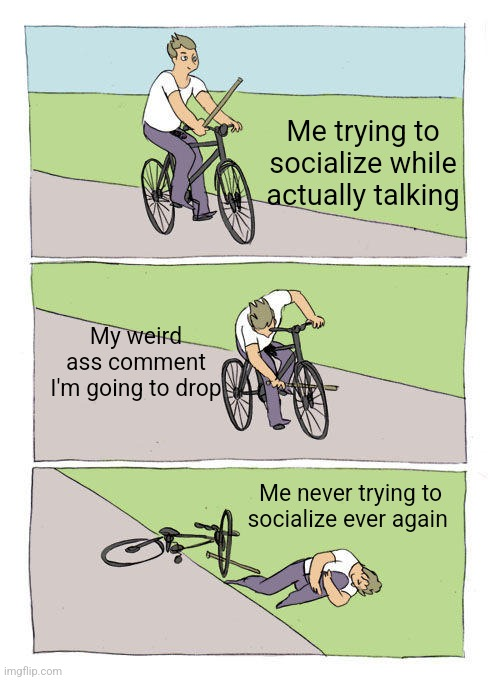 Me trying to
socialize while
actually talking
My weird
ass comment
I'm going to drop
Me never trying to
socialize ever again
imgflip.com